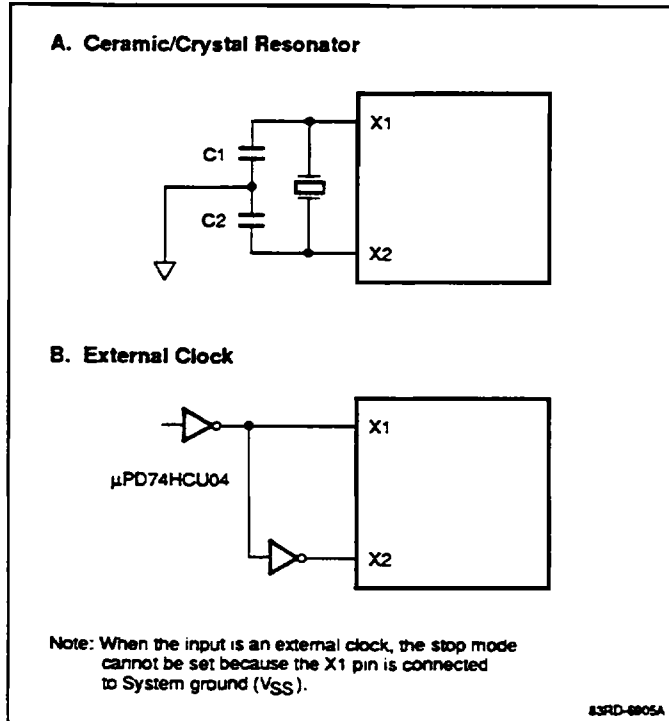 A. Ceramic/Crystal Resonator
X1
C1
C2
X2
B. External Clock
X1
µPD74HCU04
X2
Note: When the input is an external clock, the stop mode
cannot be set because the X1 pin is connected
to System ground (VSS).
83RD-6905A